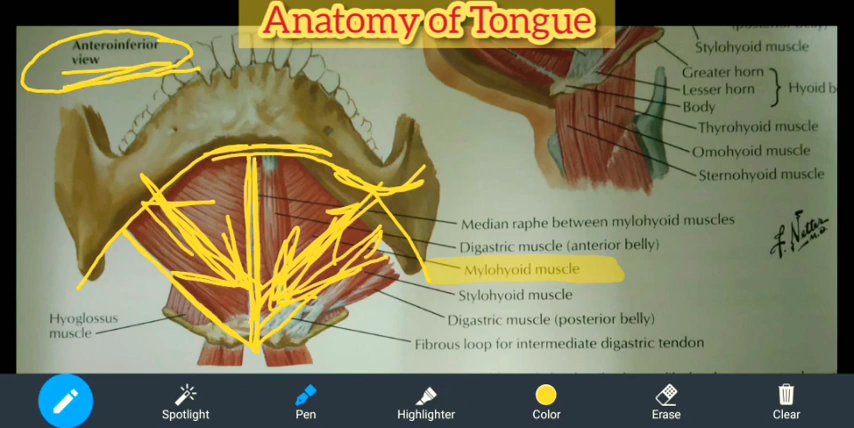 Anatomy of Tongue
Anteroinferior
view
Stylohyoid muscle
Greater horn
Lesser horn
Body
Hyoid b
Thyrohyoid muscle
Omohyoid muscle
Sternohyoid muscle
F. Netter
M.D.
Median raphe between mylohyoid muscles
Digastric muscle (anterior belly)
Mylohyoid muscle
Stylohyoid muscle
Digastric muscle (posterior belly)
Fibrous loop for intermediate digastric tendon
Hyoglossus
muscle
Spotlight
Pen
Highlighter
Color
Erase
Clear